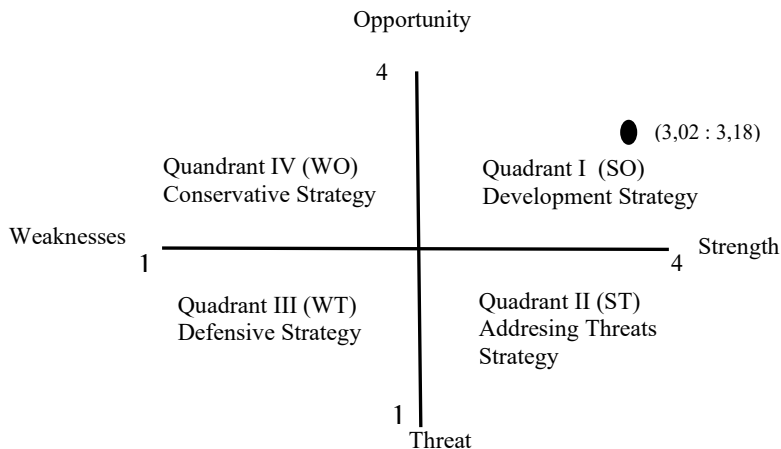 Opportunity
4
(3,02 : 3,18)
Quandrant IV (WO)
Conservative Strategy
Quadrant I (SO)
Development Strategy
Weaknesses
1
Strength
4
Quadrant III (WT)
Defensive Strategy
Quadrant II (ST)
Addresing Threats
Strategy
1
Threat